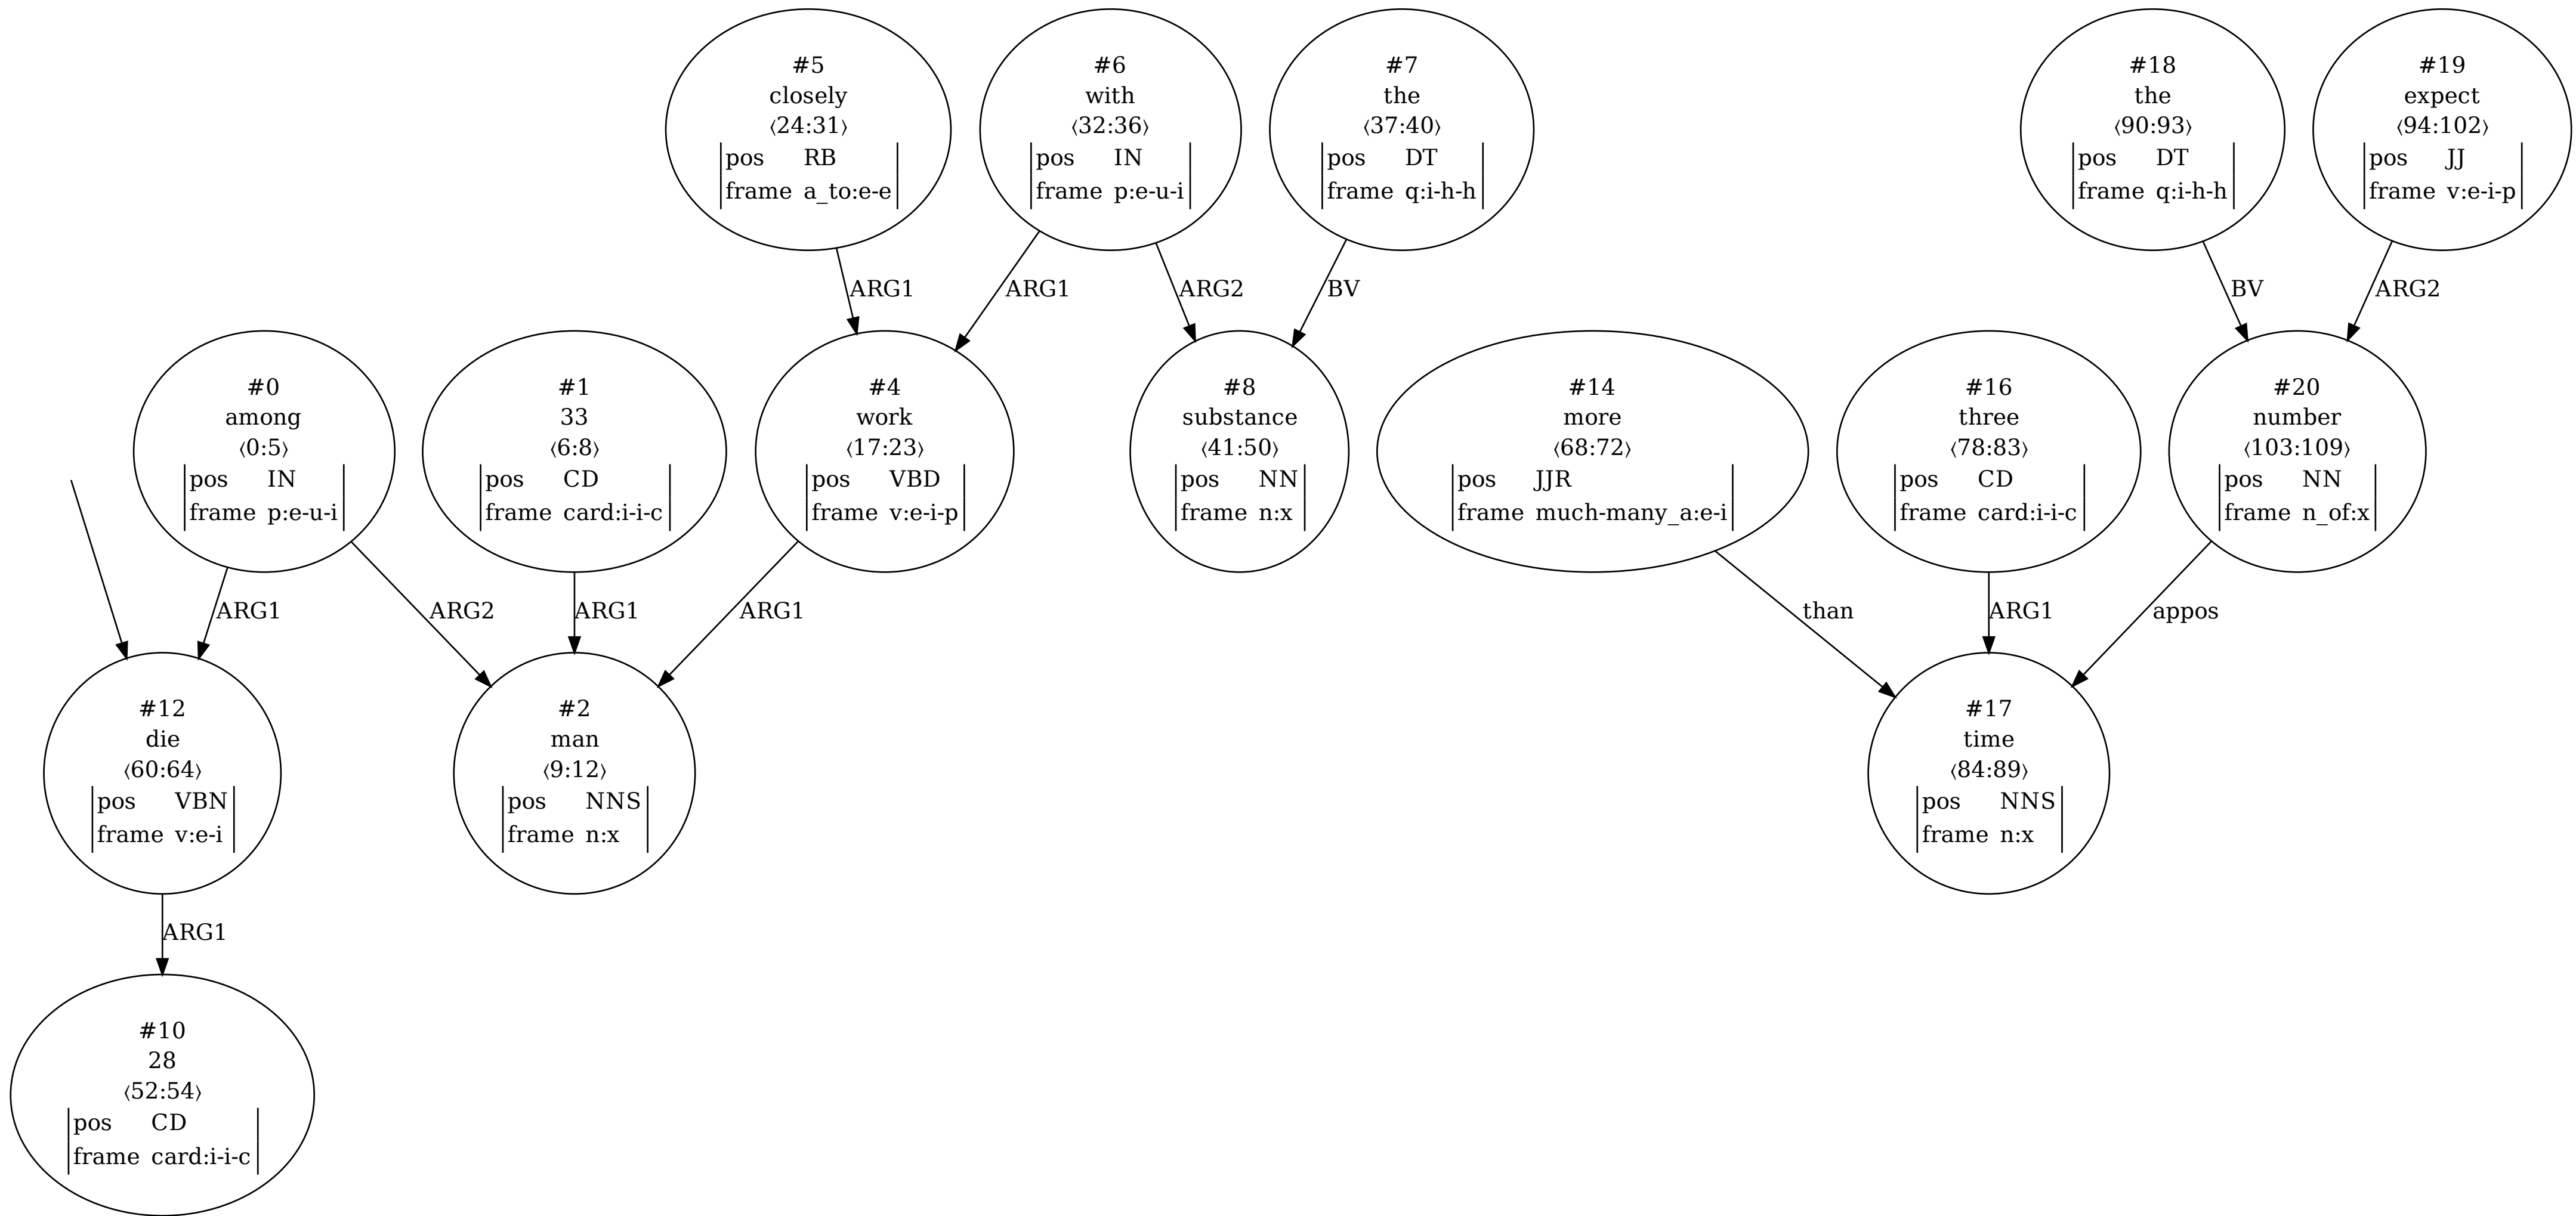 #5
closely
⟨24:31⟩
pos RB
frame a_to:e-e
#6
with
⟨32:36⟩
pos IN
frame p:e-u-i
#7
the
⟨37:40⟩
pos DT
frame q:i-h-h
#18
the
⟨90:93⟩
pos DT
frame q:i-h-h
#19
expect
⟨94:102⟩
pos JJ
frame v:e-i-p
ARG1
ARG1
ARG2
BV
BV
ARG2
#0
among
⟨0:5⟩
pos IN
frame p:e-u-i
#1
33
⟨6:8⟩
pos CD
frame card:i-i-c
#4
work
⟨17:23⟩
pos VBD
frame v:e-i-p
#8
substance
⟨41:50⟩
pos NN
frame n:x
#14
more
⟨68:72⟩
pos JJR
frame much-many_a:e-i
#16
three
⟨78:83⟩
pos CD
frame card:i-i-c
#20
number
⟨103:109⟩
pos NN
frame n_of:x
ARG1
ARG2
ARG1
ARG1
than
ARG1
appos
#12
die
⟨60:64⟩
pos VBN
frame v:e-i
#2
man
⟨9:12⟩
pos NNS
frame n:x
#17
time
⟨84:89⟩
pos NNS
frame n:x
ARG1
#10
28
⟨52:54⟩
pos CD
frame card:i-i-c